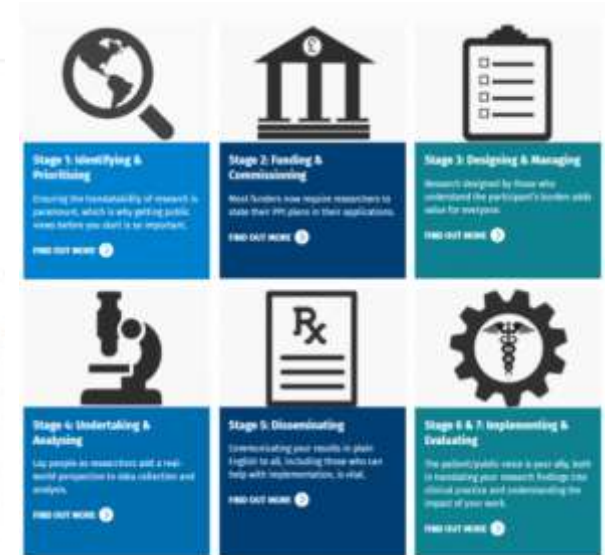 £
Stage 1: Identifying &
Prioritising
Ensuring the translatability of research is
paramount, which is why getting public
views before you start is so important.
FIND OUT MORE
Stage 2: Funding &
Commissioning
Most funders now require researchers to
state their PPI plans in their applications.
FIND OUT MORE
Stage 3: Designing & Managing
Research designed by those who
understand the participant's burden adds
value for everyone.
FIND OUT MORE
Stage 4: Undertaking &
Analysing
Lay people as researchers add a real-
world perspective to data collection and
analysis.
FIND OUT MORE
Rx
Stage 5: Disseminating
Communicating your results in plain
English to all, including those who can
help with implementation, is vital.
FIND OUT MORE
Stage 6 & 7: Implementing &
Evaluating
The patient/public voice is your ally, both
in translating your research findings into
clinical practice and understanding the
impact of your work.
FIND OUT MORE